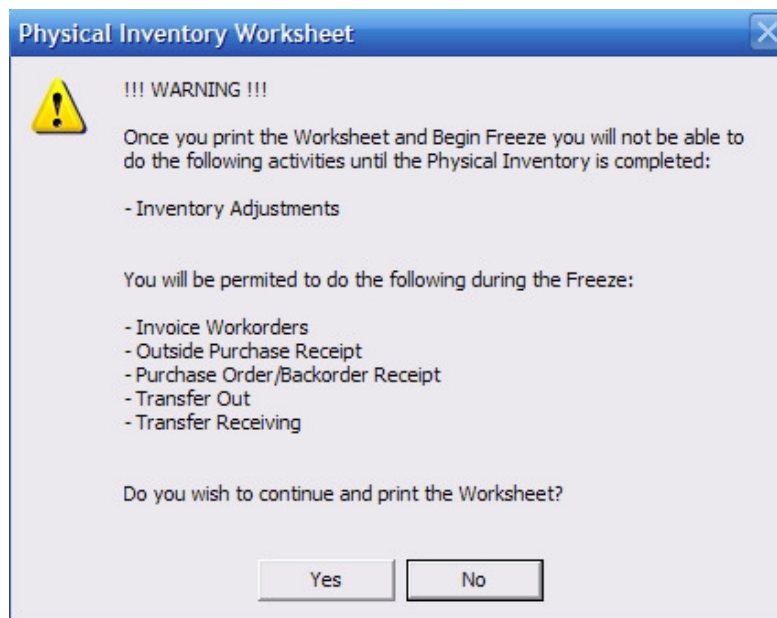 Physical Inventory Worksheet
!!! WARNING !!!
Once you print the Worksheet and Begin Freeze you will not be able to
do the following activities until the Physical Inventory is completed:
- Inventory Adjustments
You will be permited to do the following during the Freeze:
- Invoice Workorders
- Outside Purchase Receipt
- Purchase Order/Backorder Receipt
- Transfer Out
- Transfer Receiving
Do you wish to continue and print the Worksheet?
Yes No